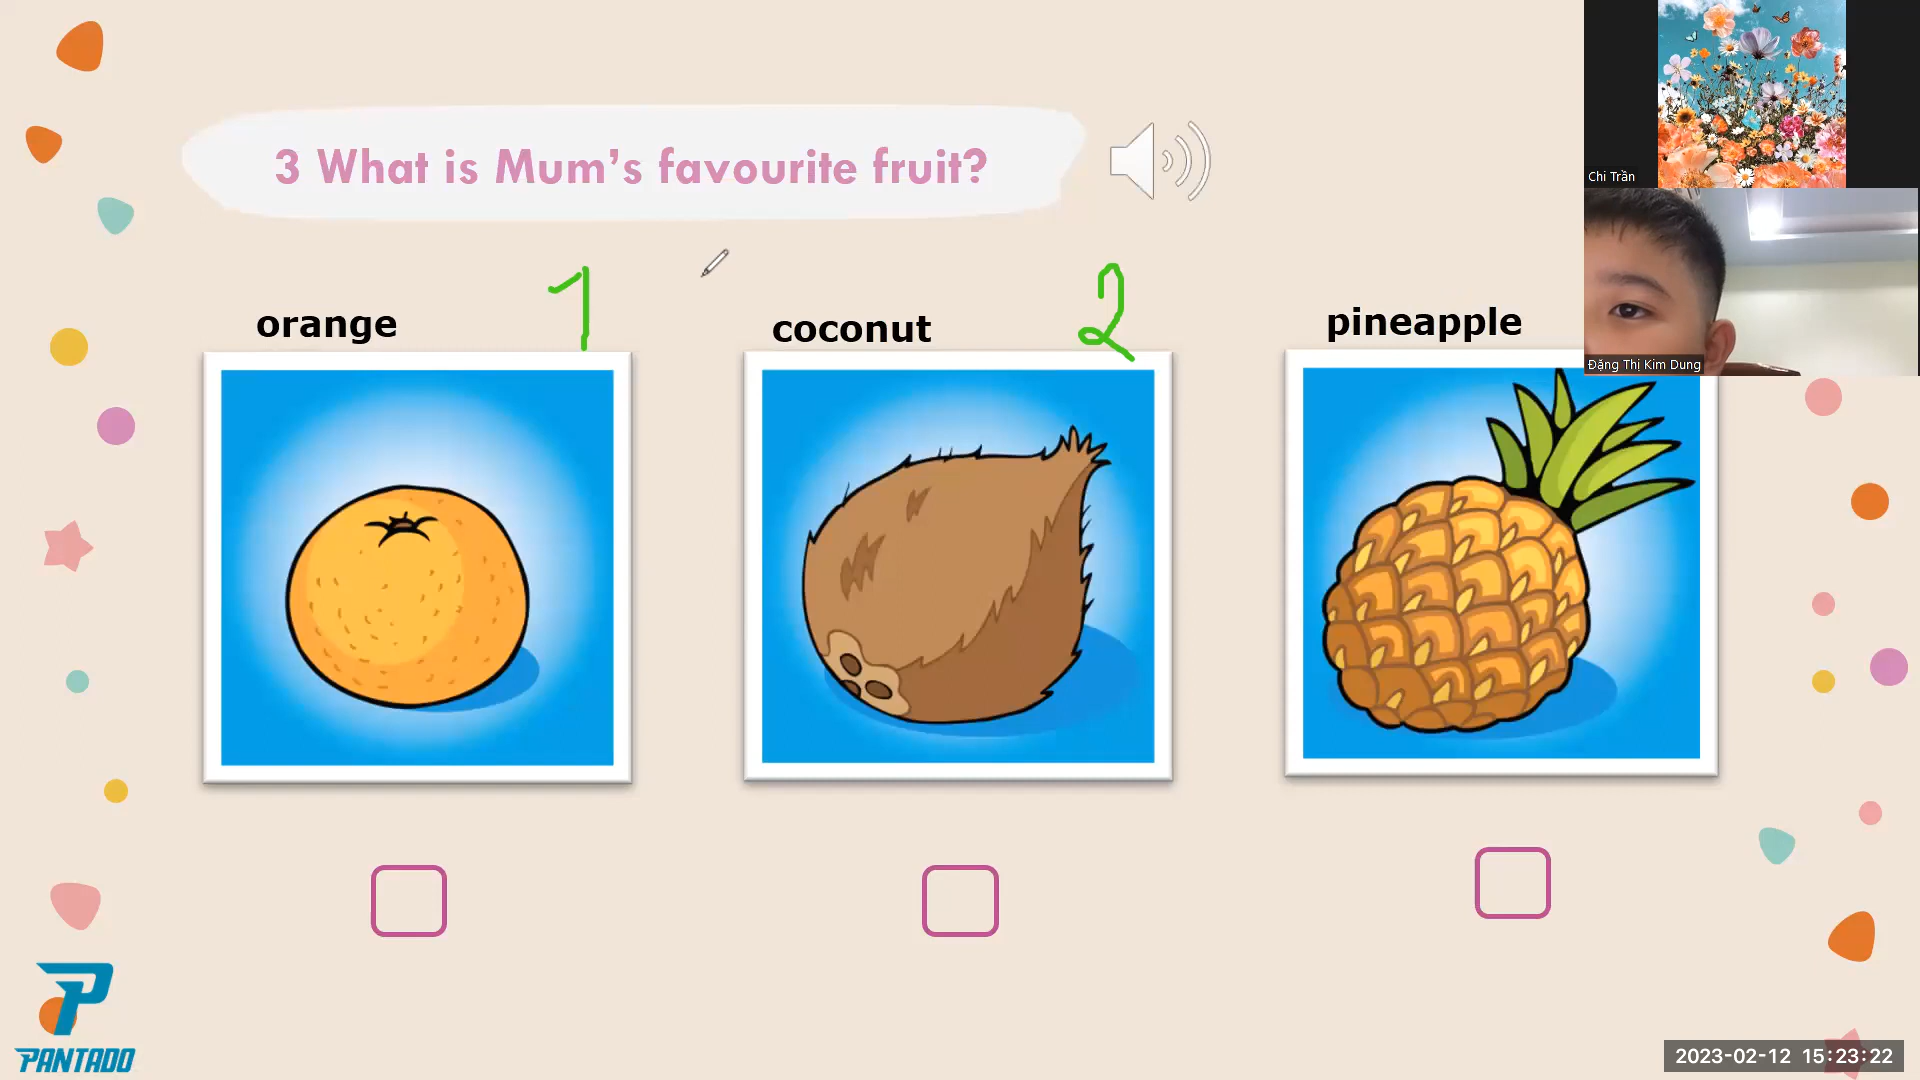 3 What is Mum's favourite fruit?
Chi Trần
1
2
orange
coconut
pineapple
Đặng Thị Kim Dung
PANTADO
2023-02-12 15:23:22